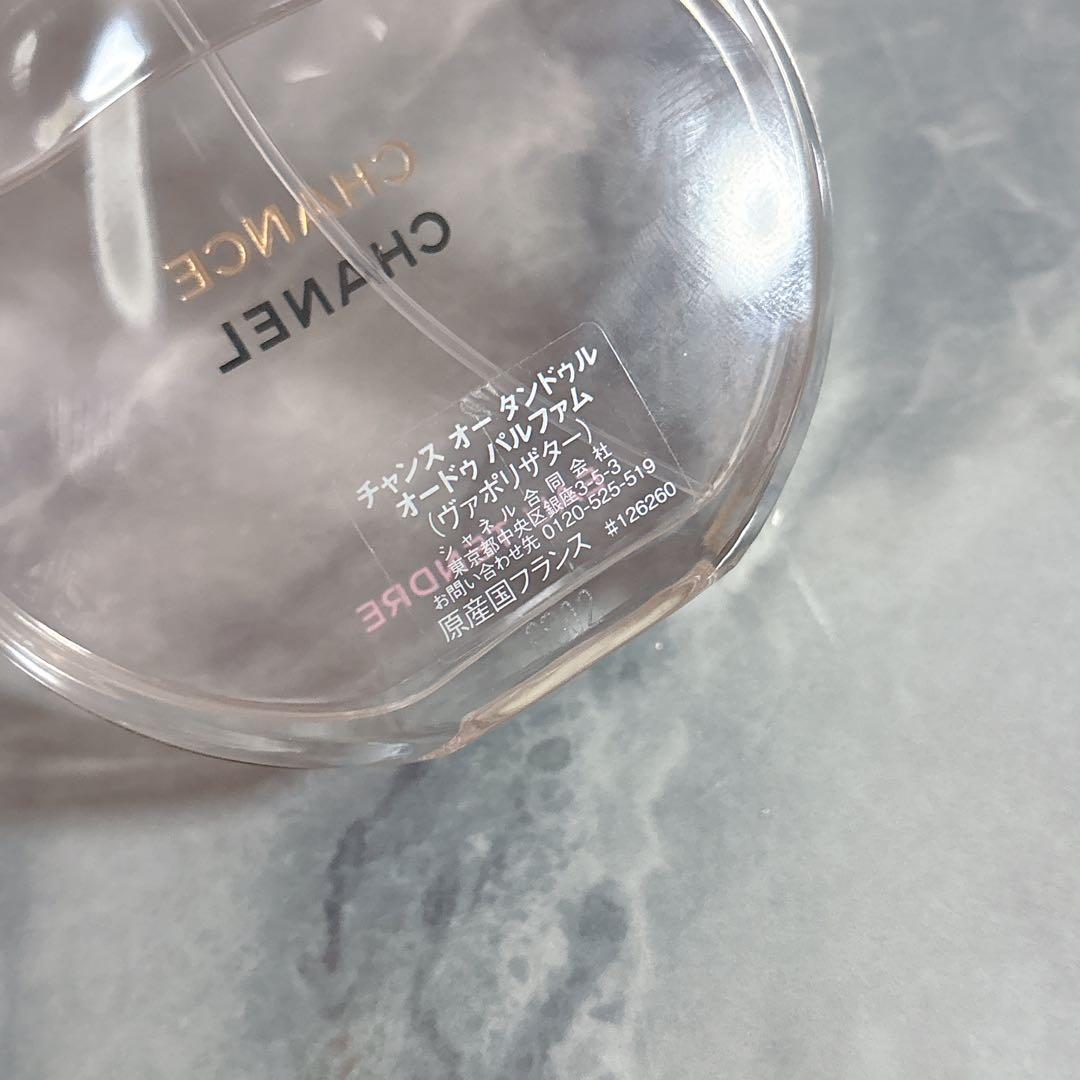 CHANCE
CHANEL
チャンス オー タンドゥル
オードゥ パルファム
(ヴァポリザター)
シャネル合同会社
東京都中央区銀座3-5-3
お問い合わせ先 0120-525-519
原産国フランス #126260
TENDRE